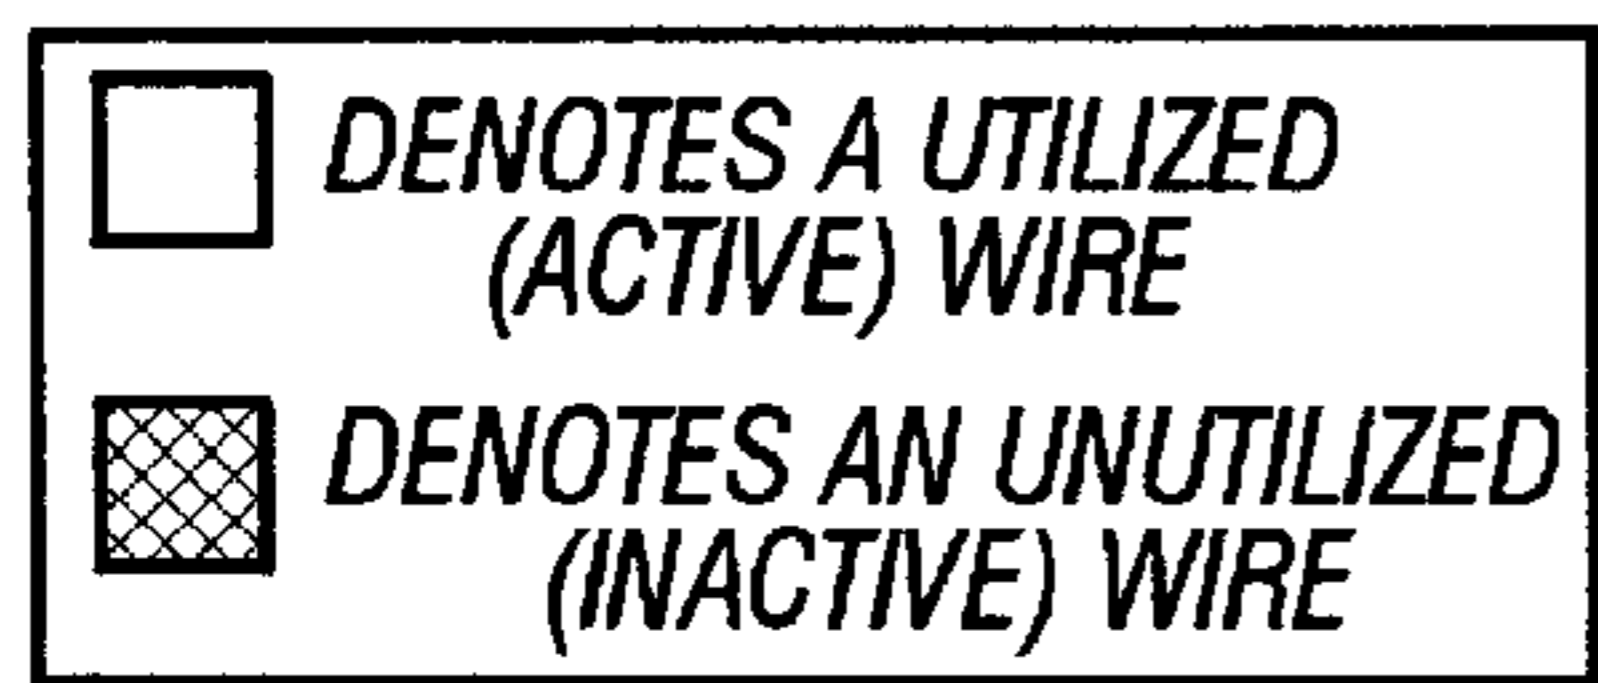 DENOTES A UTILIZED
(ACTIVE) WIRE
DENOTES AN UNUTILIZED
(INACTIVE) WIRE